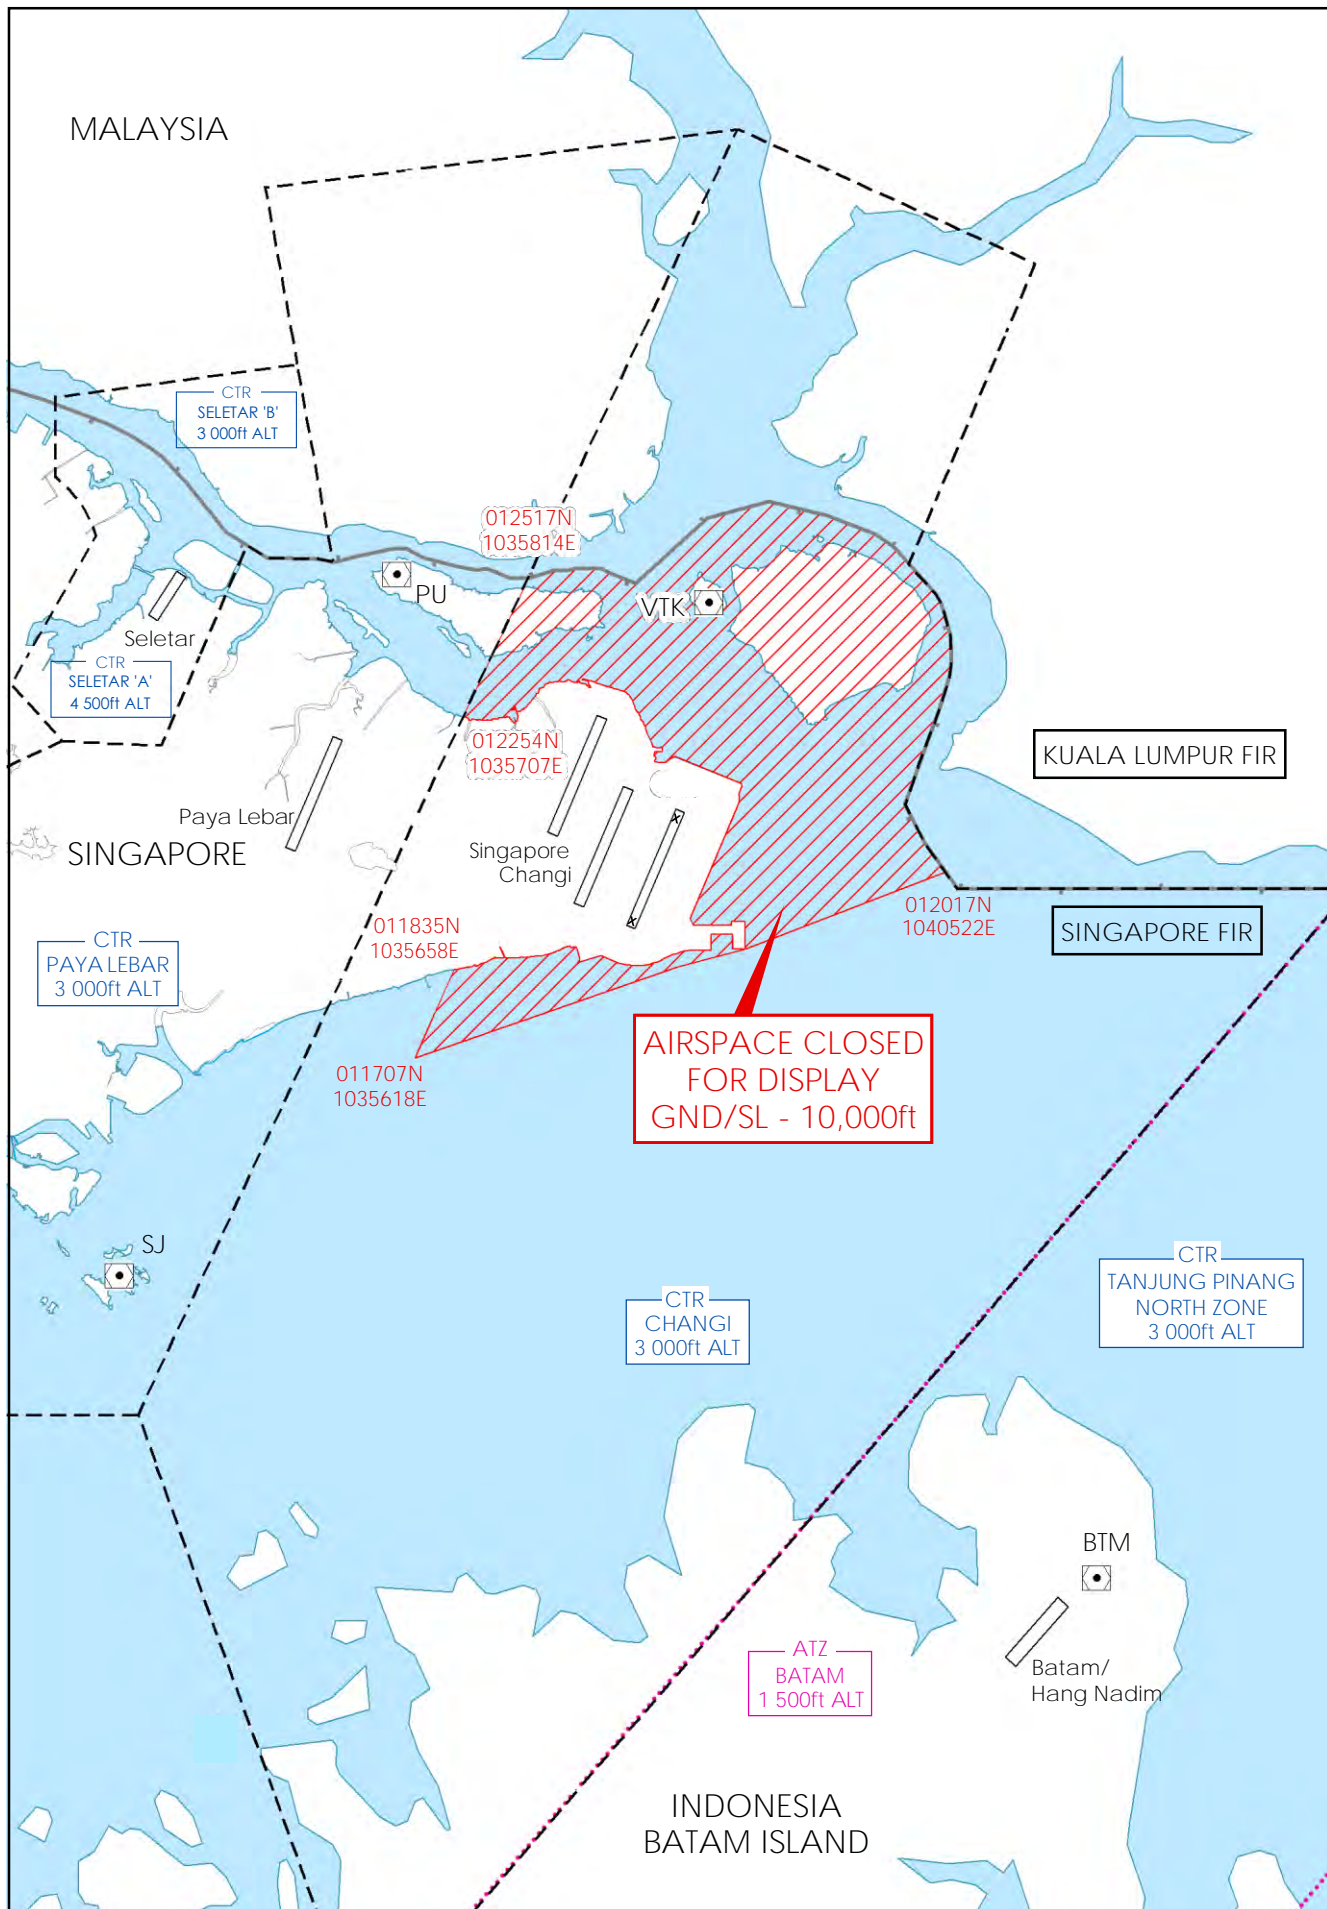 MALAYSIA
CTR
SELETAR 'B'
3 000ft ALT
012517N
1035814E
PU
VTK
Seletar
CTR
SELETAR 'A'
4 500ft ALT
012254N
1035707E
KUALA LUMPUR FIR
Paya Lebar
SINGAPORE
Singapore
Changi
012017N
1040522E
SINGAPORE FIR
011835N
1035658E
CTR
PAYA LEBAR
3 000ft ALT
AIRSPACE CLOSED
FOR DISPLAY
GND/SL - 10,000ft
011707N
1035618E
SJ
CTR
CHANGI
3 000ft ALT
CTR
TANJUNG PINANG
NORTH ZONE
3 000ft ALT
BTM
Batam/
Hang Nadim
ATZ
BATAM
1 500ft ALT
INDONESIA
BATAM ISLAND